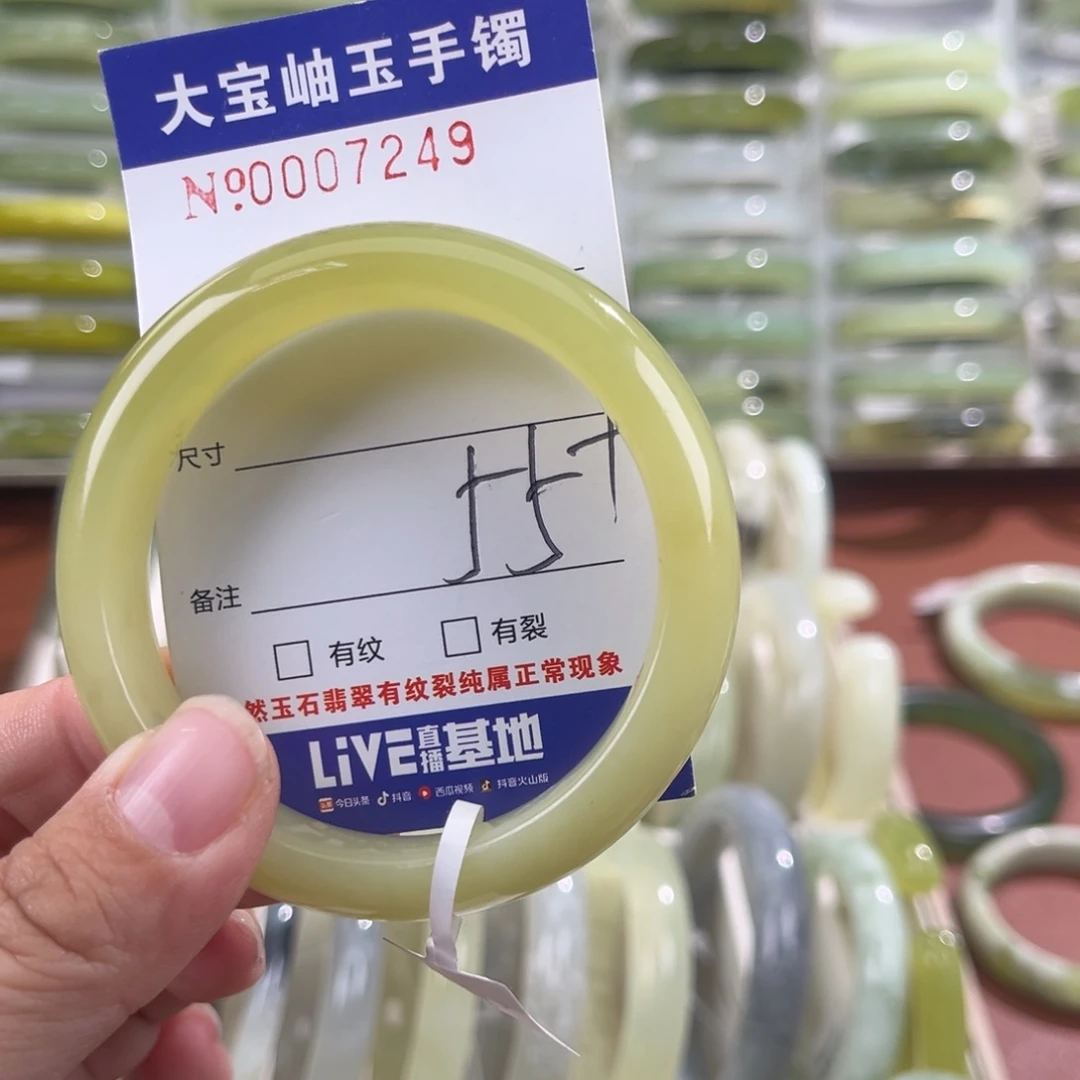 大宝岫玉手镯
Nº0007249
尺寸
备注
□ 有纹 □ 有裂
然玉石翡翠有纹裂纯属正常现象
LiVE直播基地
今日头条 抖音 西瓜视频 抖音火山版